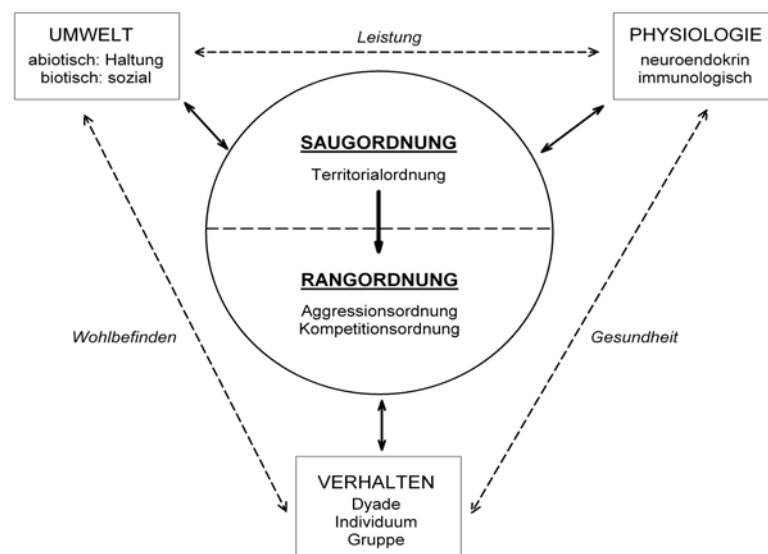 UMWELT
abiotisch: Haltung
biotisch: sozial
Leistung
PHYSIOLOGIE
neuroendokrin
immunologisch
SAUGORDNUNG
Territorialordnung
RANGORDNUNG
Aggressionsordnung
Kompetitionsordnung
Wohlbefinden
Gesundheit
VERHALTEN
Dyade
Individuum
Gruppe